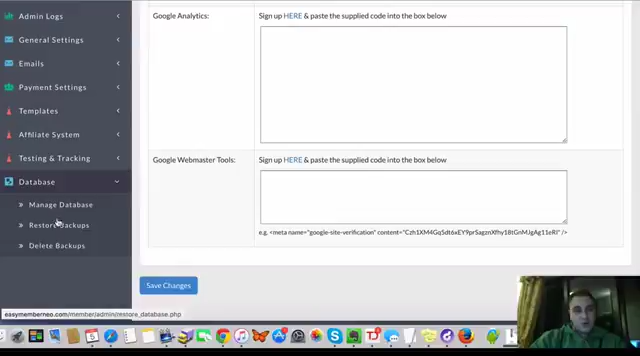 Admin Logs
General Settings
Emails
Payment Settings
Templates
Affiliate System
Testing & Tracking
Database
Manage Database
Restore Backups
Delete Backups
Google Analytics:
Sign up HERE & paste the supplied code into the box below
Google Webmaster Tools:
Sign up HERE & paste the supplied code into the box below
e.g. <meta name="google-site-verification" content="
Save Changes
easymemberneo.com/member/admin/restore_database.php